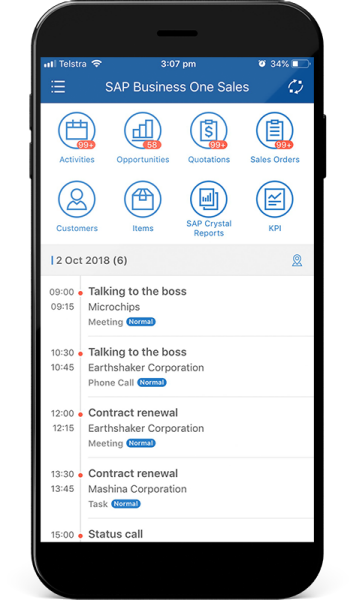 Telstra 3:07 pm 34%
SAP Business One Sales
99+ 58 99+ 99+
Activities Opportunities Quotations Sales Orders
Customers Items SAP Crystal Reports KPI
2 Oct 2018 (6)
09:00 Talking to the boss
09:15 Microchips
Meeting Normal
10:30 Talking to the boss
10:45 Earthshaker Corporation
Phone Call Normal
12:00 Contract renewal
12:15 Earthshaker Corporation
Meeting Normal
13:30 Contract renewal
13:45 Mashina Corporation
Task Normal
15:00 Status call